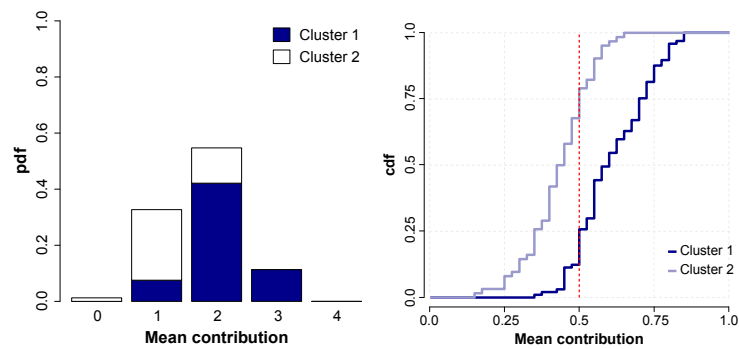 pdf
1.0
0.8
0.6
0.4
0.2
0.0
Cluster 1
Cluster 2
0 1 2 3 4
Mean contribution
cdf
1.0
0.75
0.5
0.25
0.0
Cluster 1
Cluster 2
0.0 0.25 0.5 0.75 1.0
Mean contribution